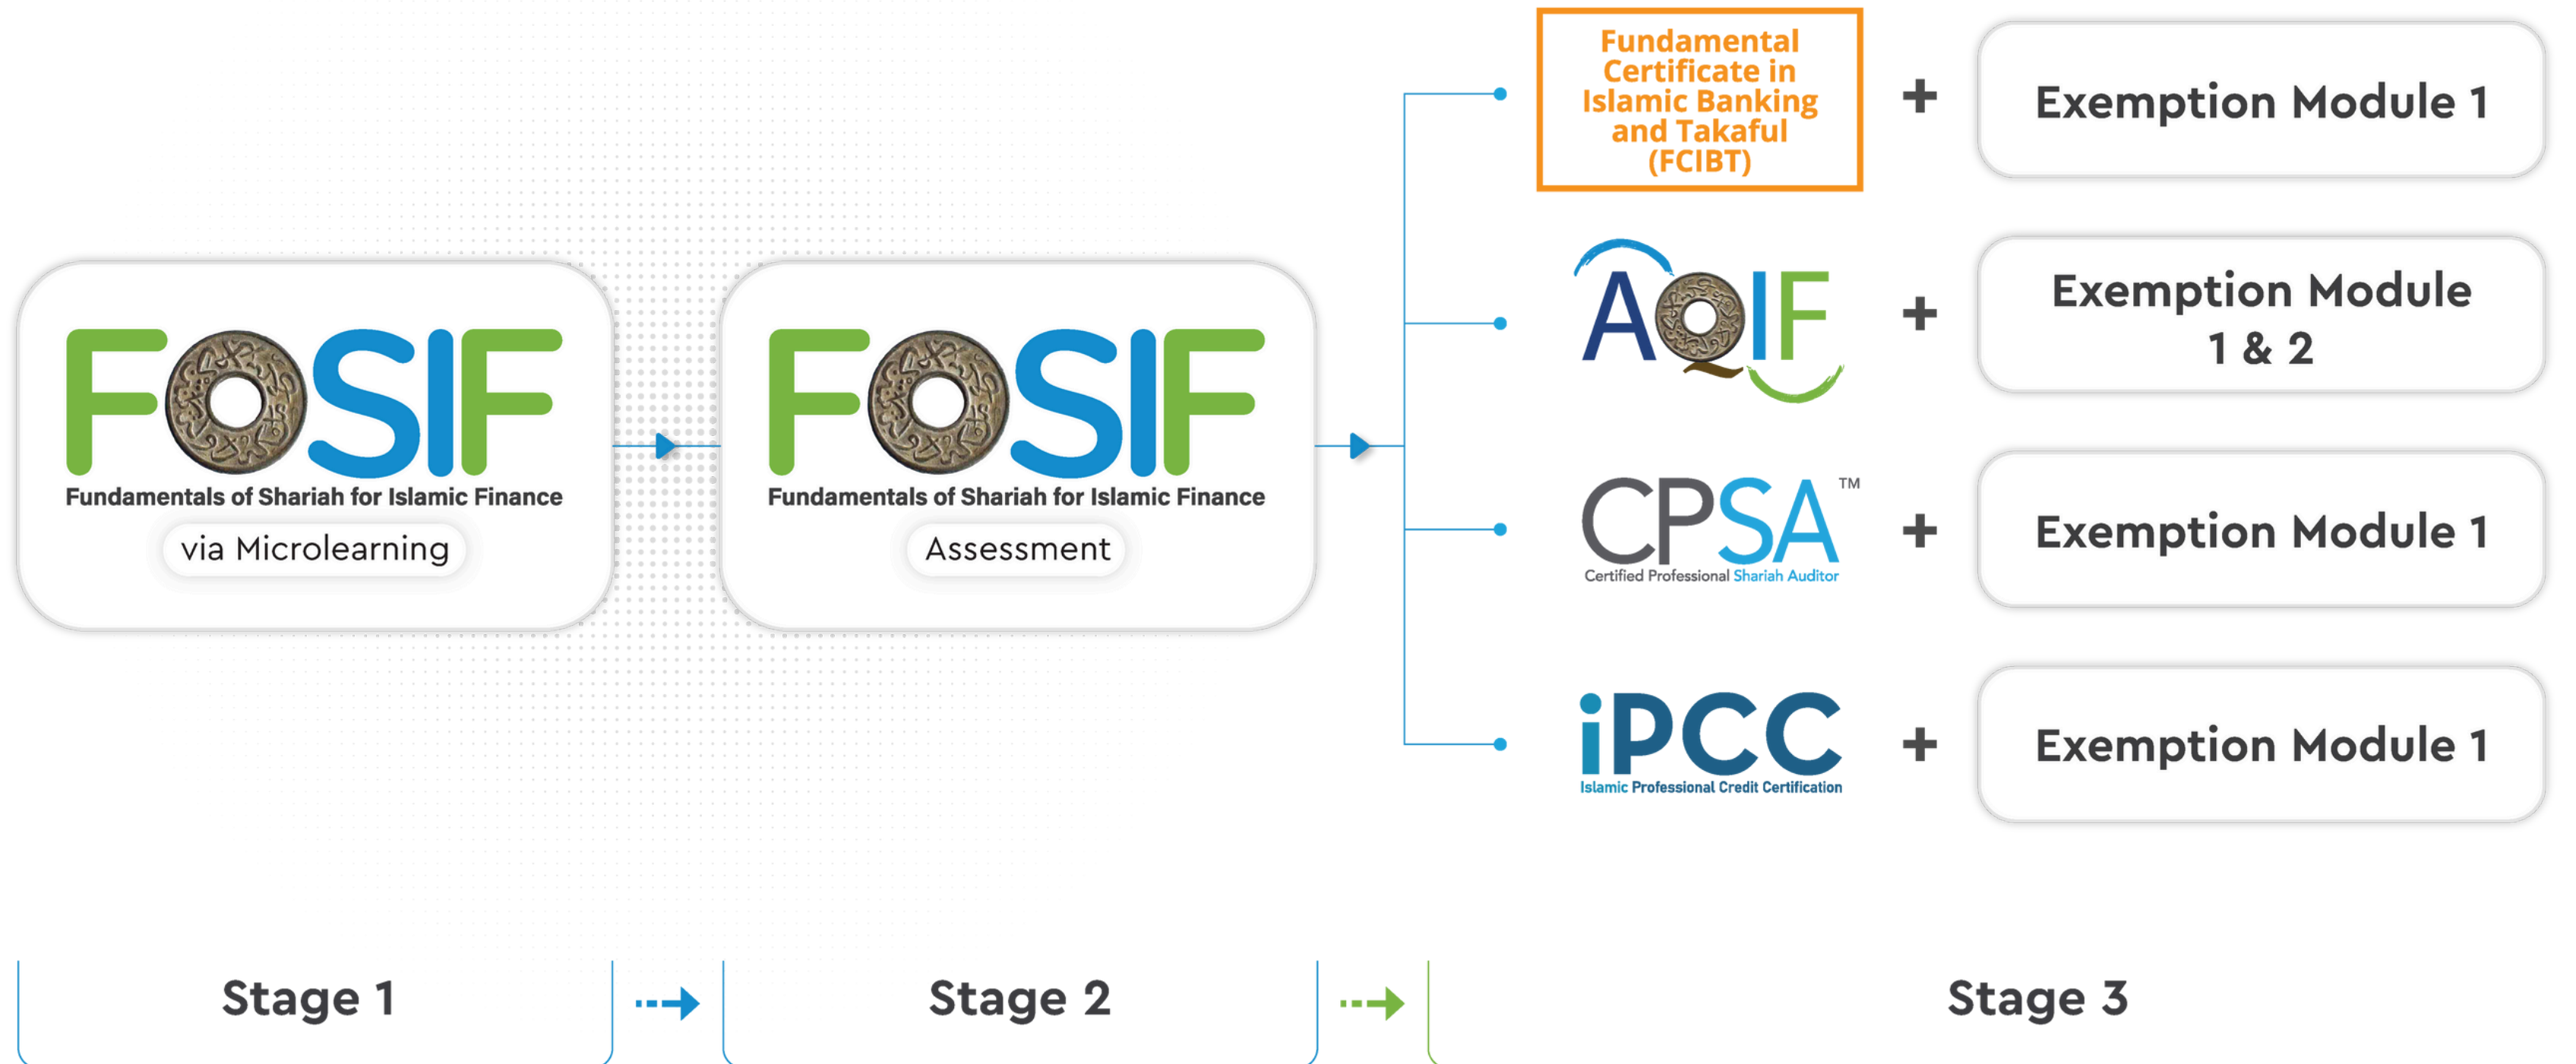 FOSIF
Fundamentals of Shariah for Islamic Finance
via Microlearning
FOSIF
Fundamentals of Shariah for Islamic Finance
Assessment
Fundamental
Certificate in
Islamic Banking
and Takaful
(FCIBT)
+
Exemption Module 1
AQIF
+
Exemption Module
1 & 2
CPSA™
Certified Professional Shariah Auditor
+
Exemption Module 1
iPCC
Islamic Professional Credit Certification
+
Exemption Module 1
Stage 1
Stage 2
Stage 3